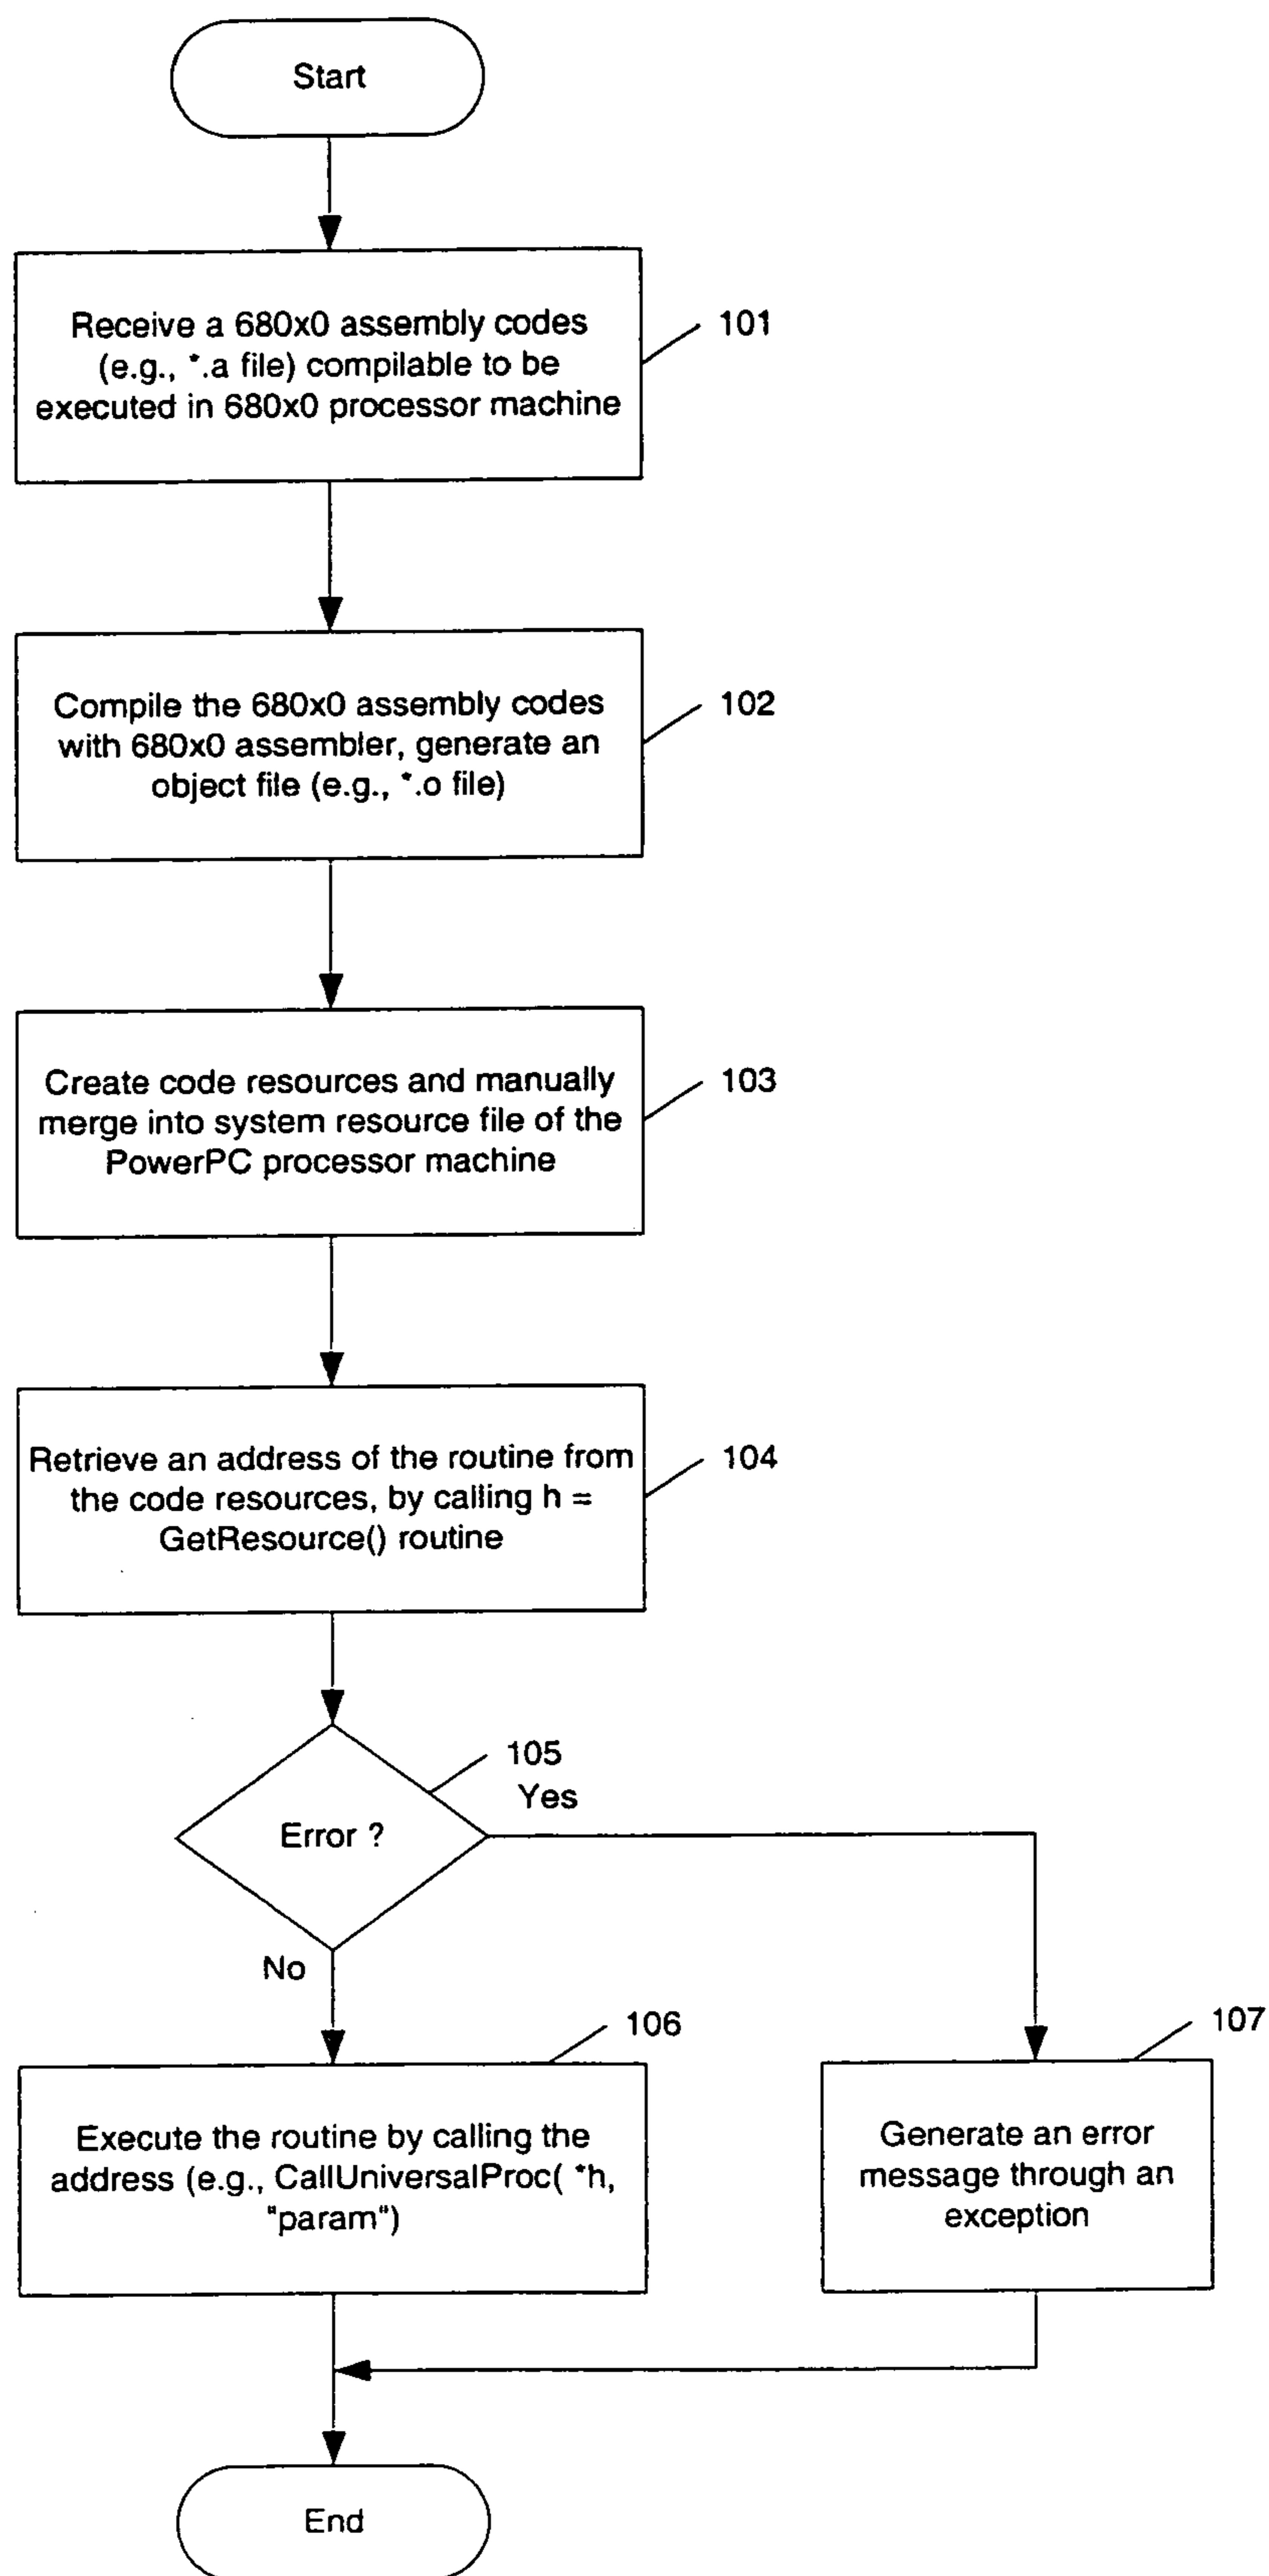 Start
Receive a 680x0 assembly codes
(e.g., *.a file) compilable to be
executed in 680x0 processor machine
101
Compile the 680x0 assembly codes
with 680x0 assembler, generate an
object file (e.g., *.o file)
102
Create code resources and manually
merge into system resource file of the
PowerPC processor machine
103
Retrieve an address of the routine from
the code resources, by calling h =
GetResource() routine
104
105
Yes
Error ?
No
106
Execute the routine by calling the
address (e.g., CallUniversalProc( *h,
"param")
107
Generate an error
message through an
exception
End